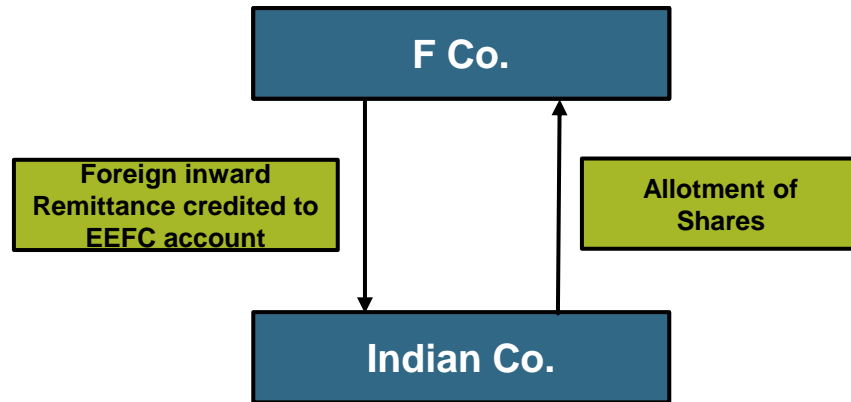 F Co.
Foreign inward
Remittance credited to
EEFC account
Allotment of
Shares
Indian Co.